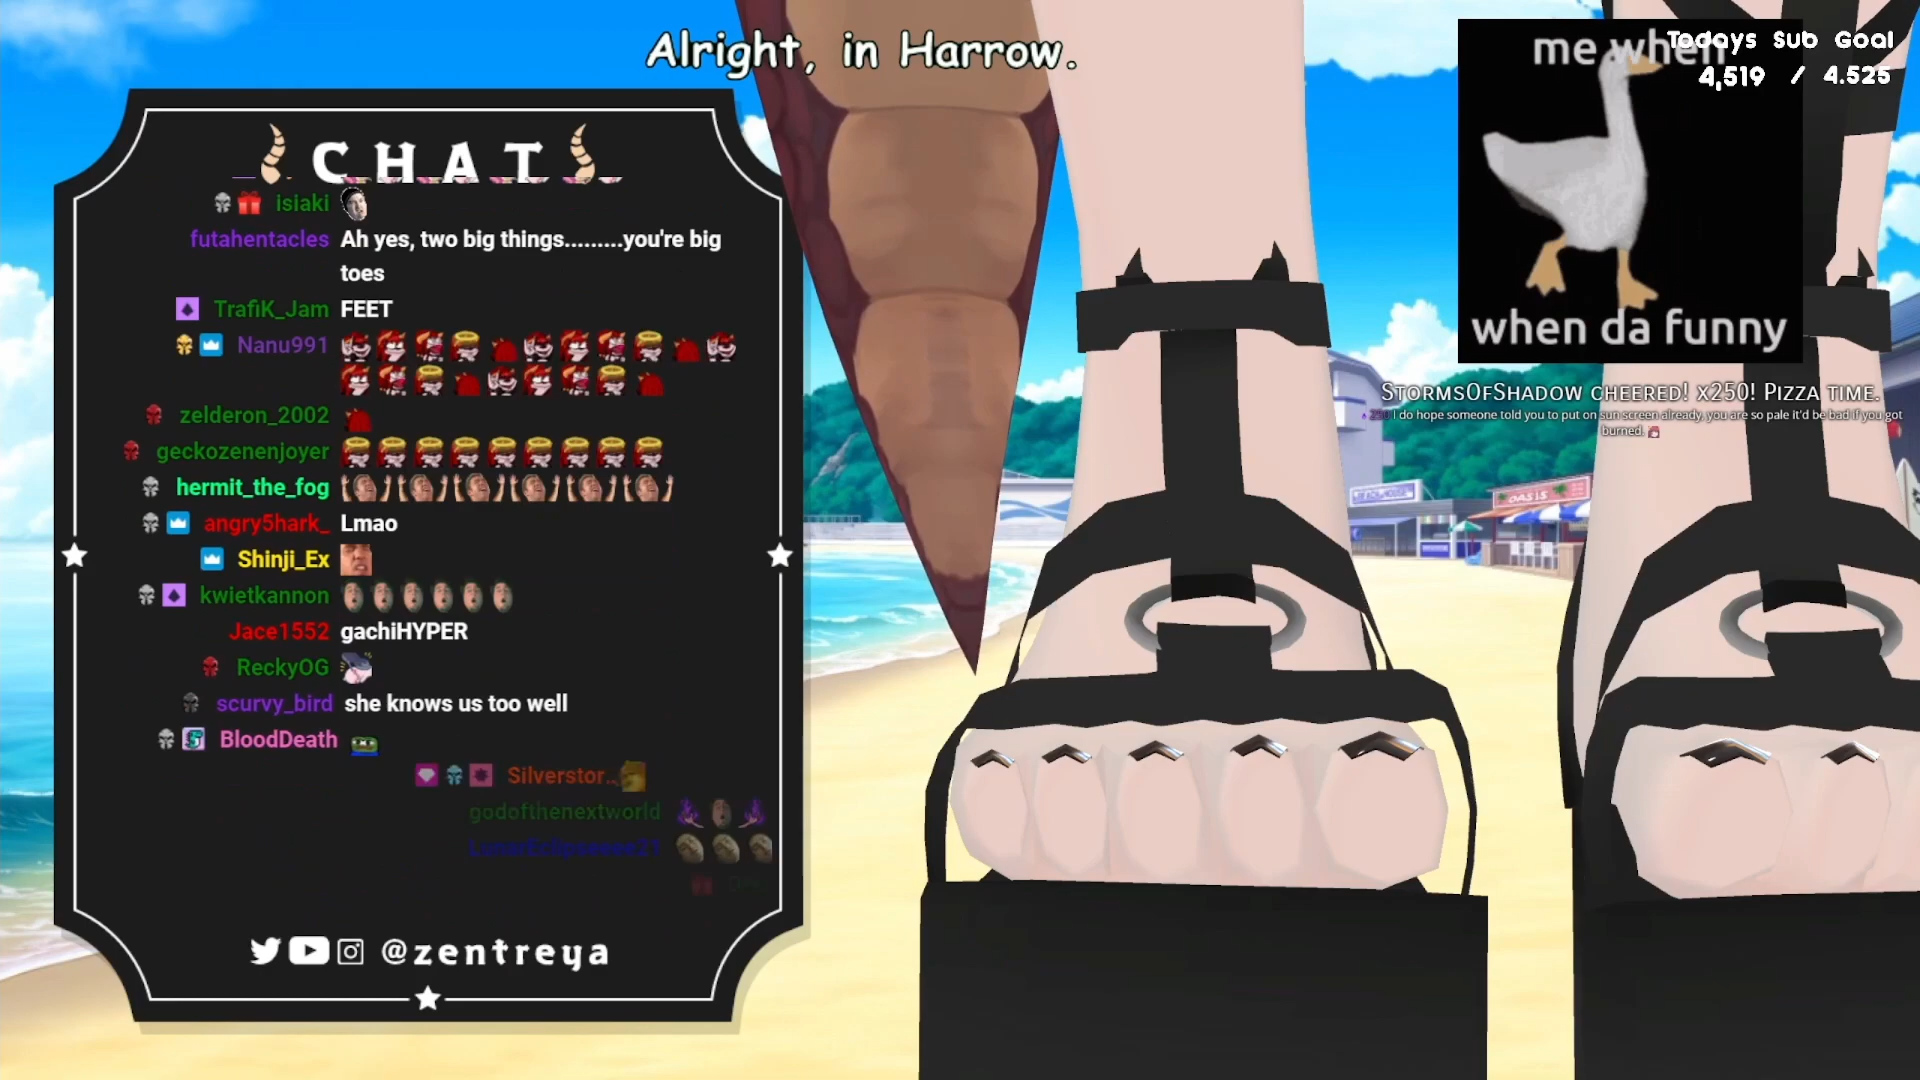 Alright, in Harrow.
CHAT
isiaki
futahentacles Ah yes, two big things.........you're big
toes
TrafiK_Jam FEET
Nanu991
zelderon_2002
geckozenenjoyer
hermit_the_fog
angry5hark_ Lmao
Shinji_Ex
kwietkannon
Jace1552 gachiHYPER
ReckyOG
scurvy_bird she knows us too well
BloodDeath
Silverstor..
godofthenextworld
@zentreya
me when
Todays Sub Goal
4,519 / 4.525
when da funny
StormsOfShadow cheered! x250! Pizza time.
I do hope someone told you to put on sun screen already, you are so pale it'd be bad if you got
burned.
BEACH HOUSE
OASIS